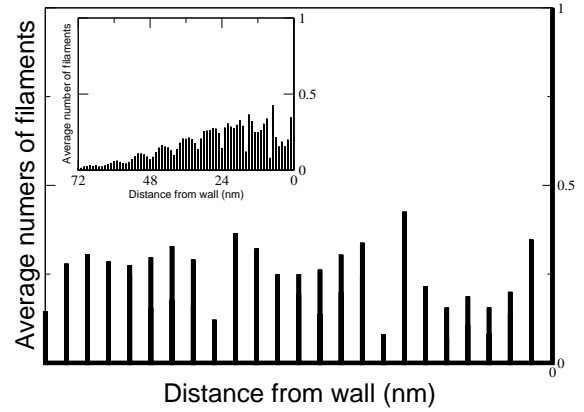 1
Average numers of filaments
0.5
0
0
Distance from wall (nm)
1
Average number of filaments
0.5
0
72
48
24
0
Distance from wall (nm)